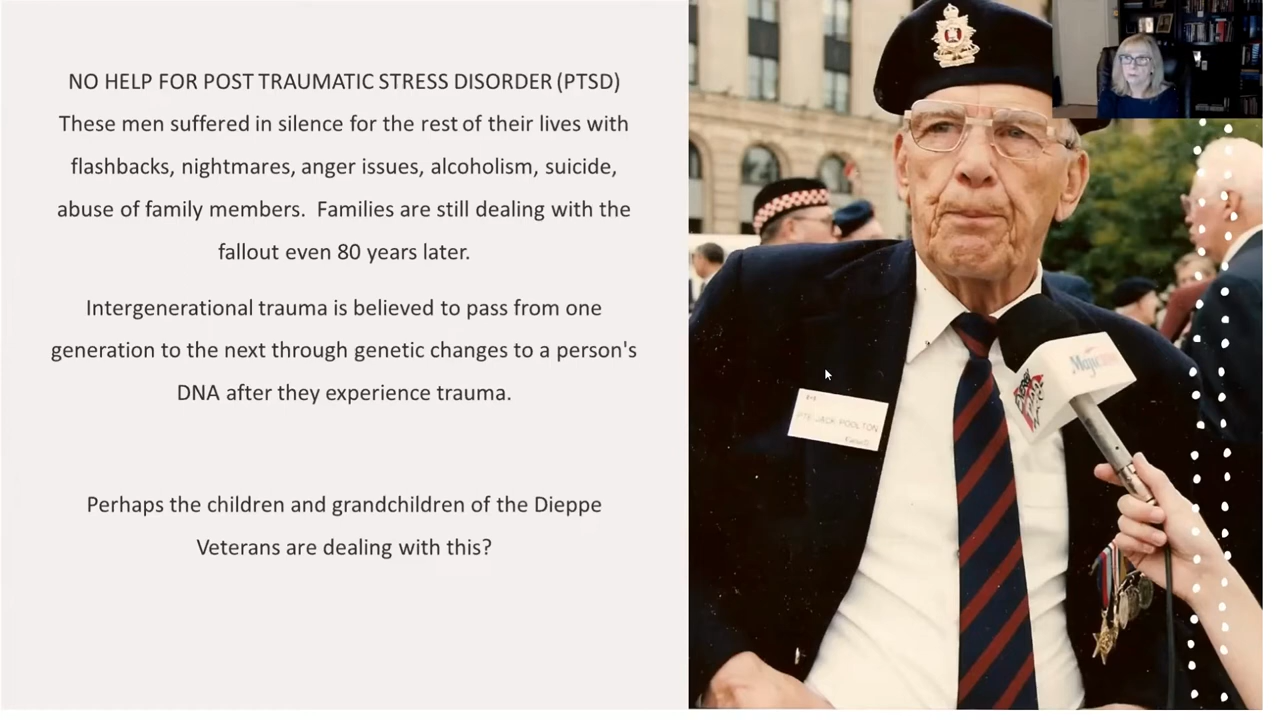 NO HELP FOR POST TRAUMATIC STRESS DISORDER (PTSD)
These men suffered in silence for the rest of their lives with
flashbacks, nightmares, anger issues, alcoholism, suicide,
abuse of family members.  Families are still dealing with the
fallout even 80 years later.
Intergenerational trauma is believed to pass from one
generation to the next through genetic changes to a person's
DNA after they experience trauma.
Perhaps the children and grandchildren of the Dieppe
Veterans are dealing with this?
PTE JACK POOLTON